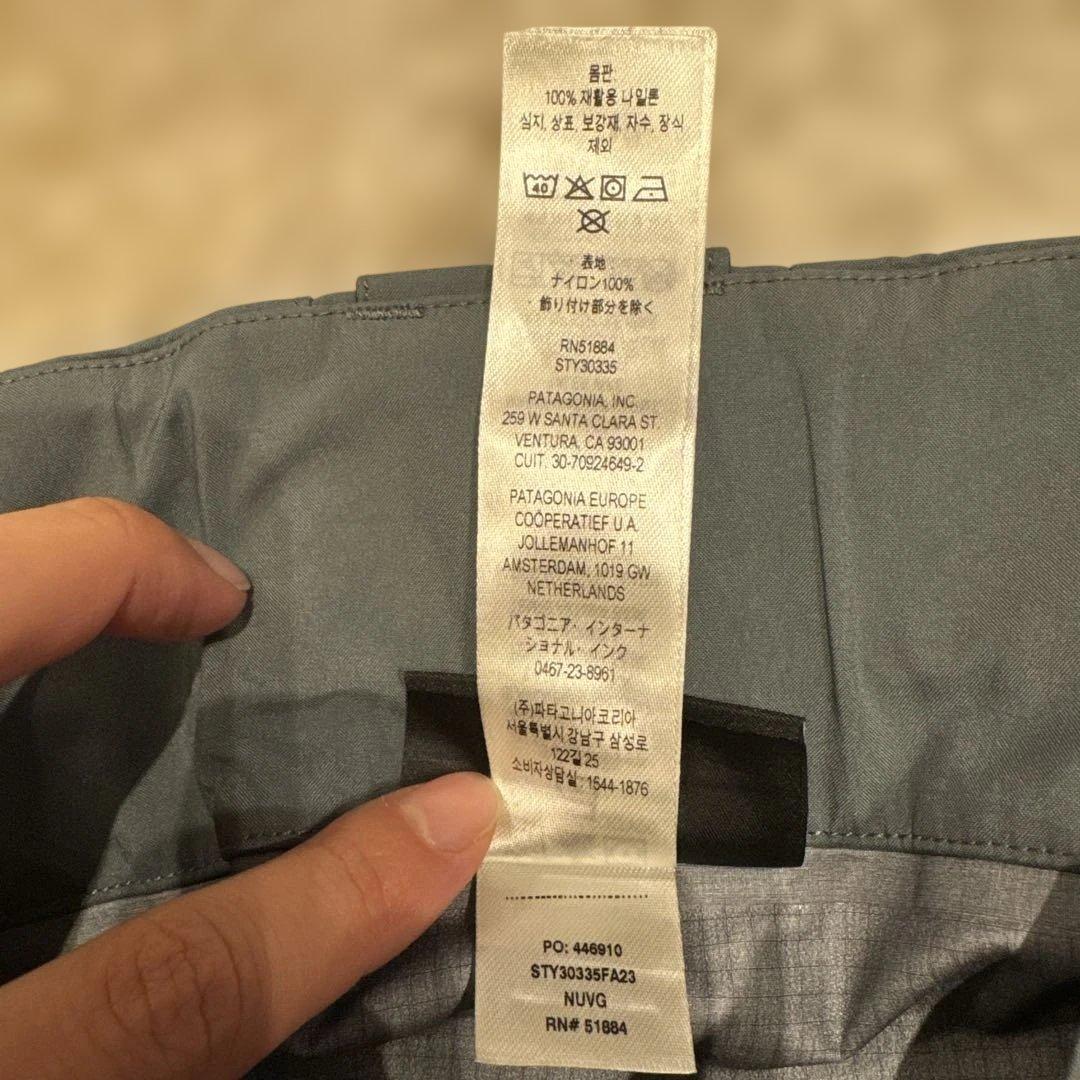 몸판
100% 재활용 나일론
심지, 상표, 보강재, 자수, 장식
제외
40
表地
ナイロン100%
飾り付け部分を除く
RN51884
STY30335
PATAGONIA, INC.
259 W SANTA CLARA ST.
VENTURA, CA 93001
CUIT. 30-70924649-2
PATAGONIA EUROPE
COÖPERATIEF U.A.
JOLLEMANHOF 11
AMSTERDAM, 1019 GW
NETHERLANDS
パタゴニア・インターナ
ショナル・インク
0467-23-8961
(주)파타고니아코리아
서울특별시 강남구 삼성로
122길 25
소비자상담실 : 1544-1876
PO: 446910
STY30335FA23
NUVG
RN# 51884